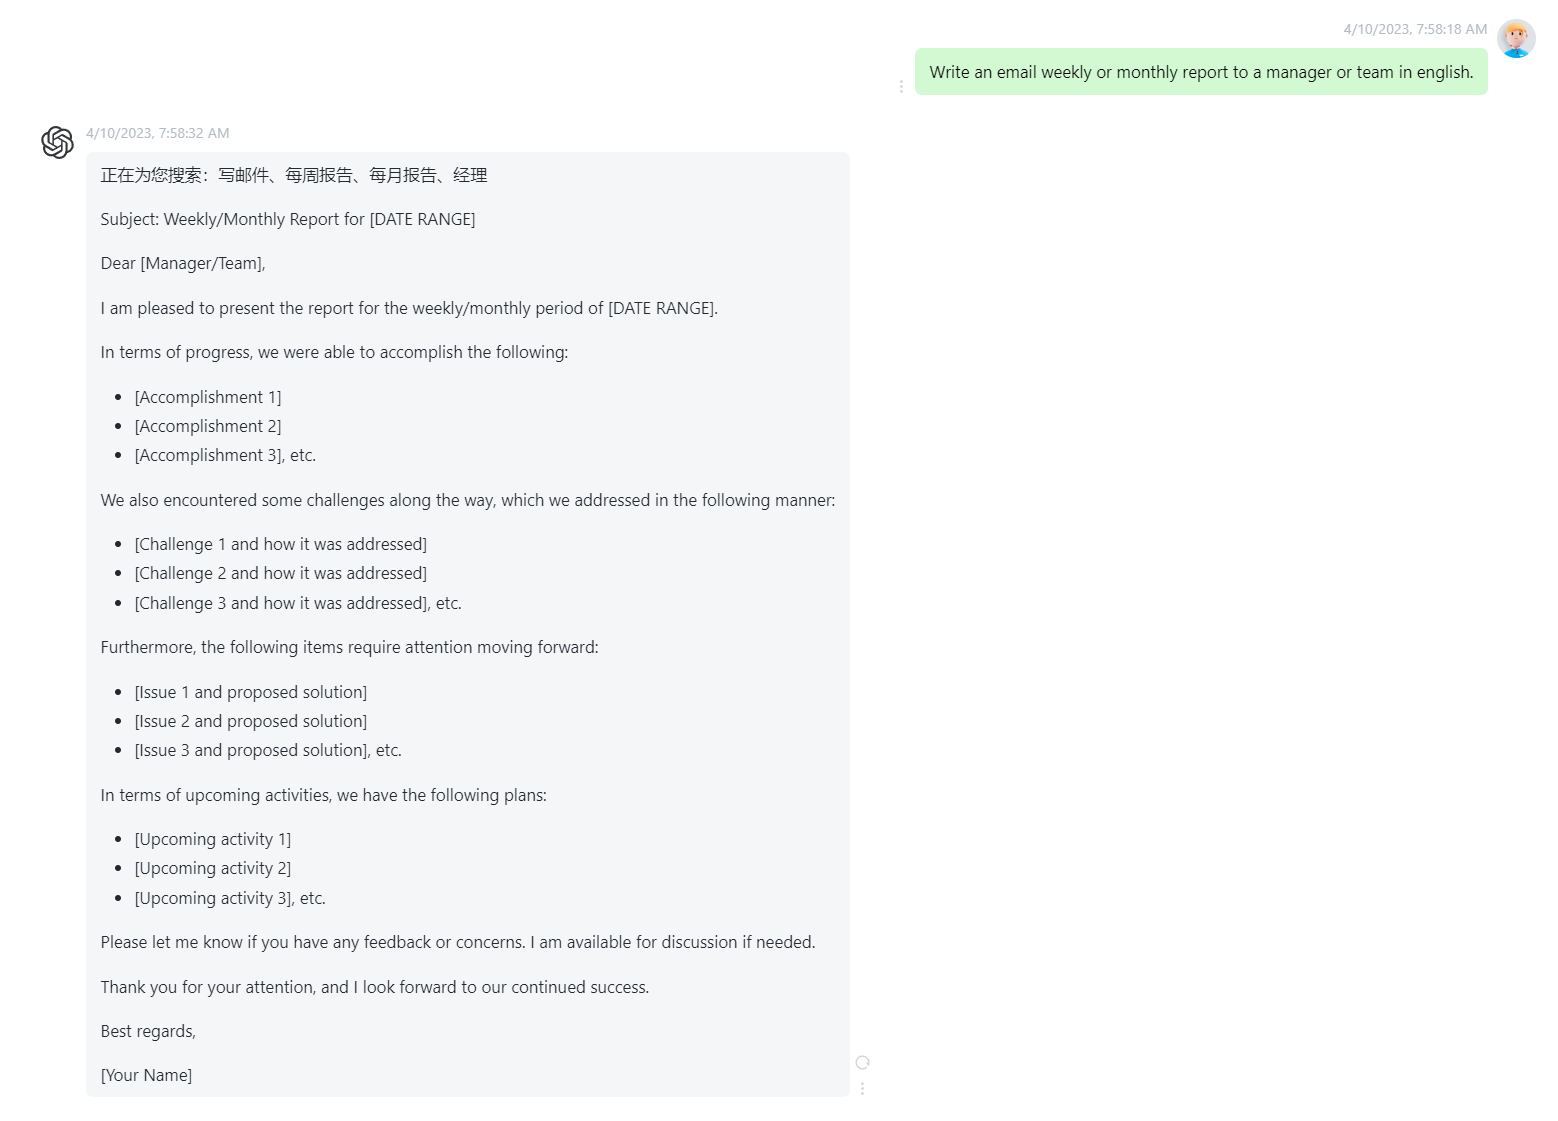 4/10/2023, 7:58:18 AM
Write an email weekly or monthly report to a manager or team in english.
4/10/2023, 7:58:32 AM
正在为您搜索：写邮件、每周报告、每月报告、经理
Subject: Weekly/Monthly Report for [DATE RANGE]
Dear [Manager/Team],
I am pleased to present the report for the weekly/monthly period of [DATE RANGE].
In terms of progress, we were able to accomplish the following:
• [Accomplishment 1]
• [Accomplishment 2]
• [Accomplishment 3], etc.
We also encountered some challenges along the way, which we addressed in the following manner:
• [Challenge 1 and how it was addressed]
• [Challenge 2 and how it was addressed]
• [Challenge 3 and how it was addressed], etc.
Furthermore, the following items require attention moving forward:
• [Issue 1 and proposed solution]
• [Issue 2 and proposed solution]
• [Issue 3 and proposed solution], etc.
In terms of upcoming activities, we have the following plans:
• [Upcoming activity 1]
• [Upcoming activity 2]
• [Upcoming activity 3], etc.
Please let me know if you have any feedback or concerns. I am available for discussion if needed.
Thank you for your attention, and I look forward to our continued success.
Best regards,
[Your Name]